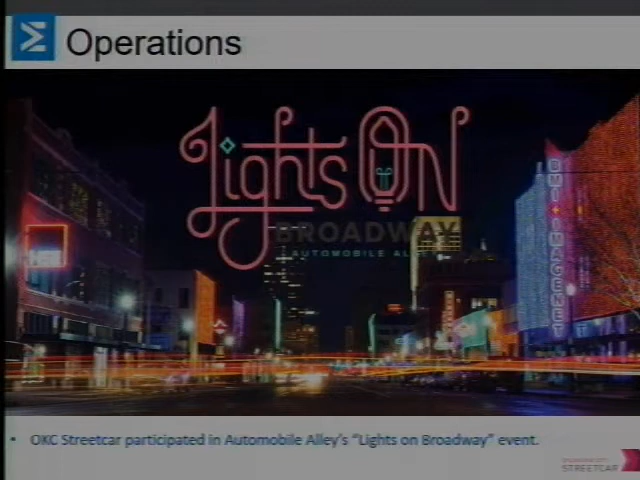 Operations
Lights ON
BROADWAY
AUTOMOBILE ALLEY
• OKC Streetcar participated in Automobile Alley's "Lights on Broadway" event.
STREETCAR